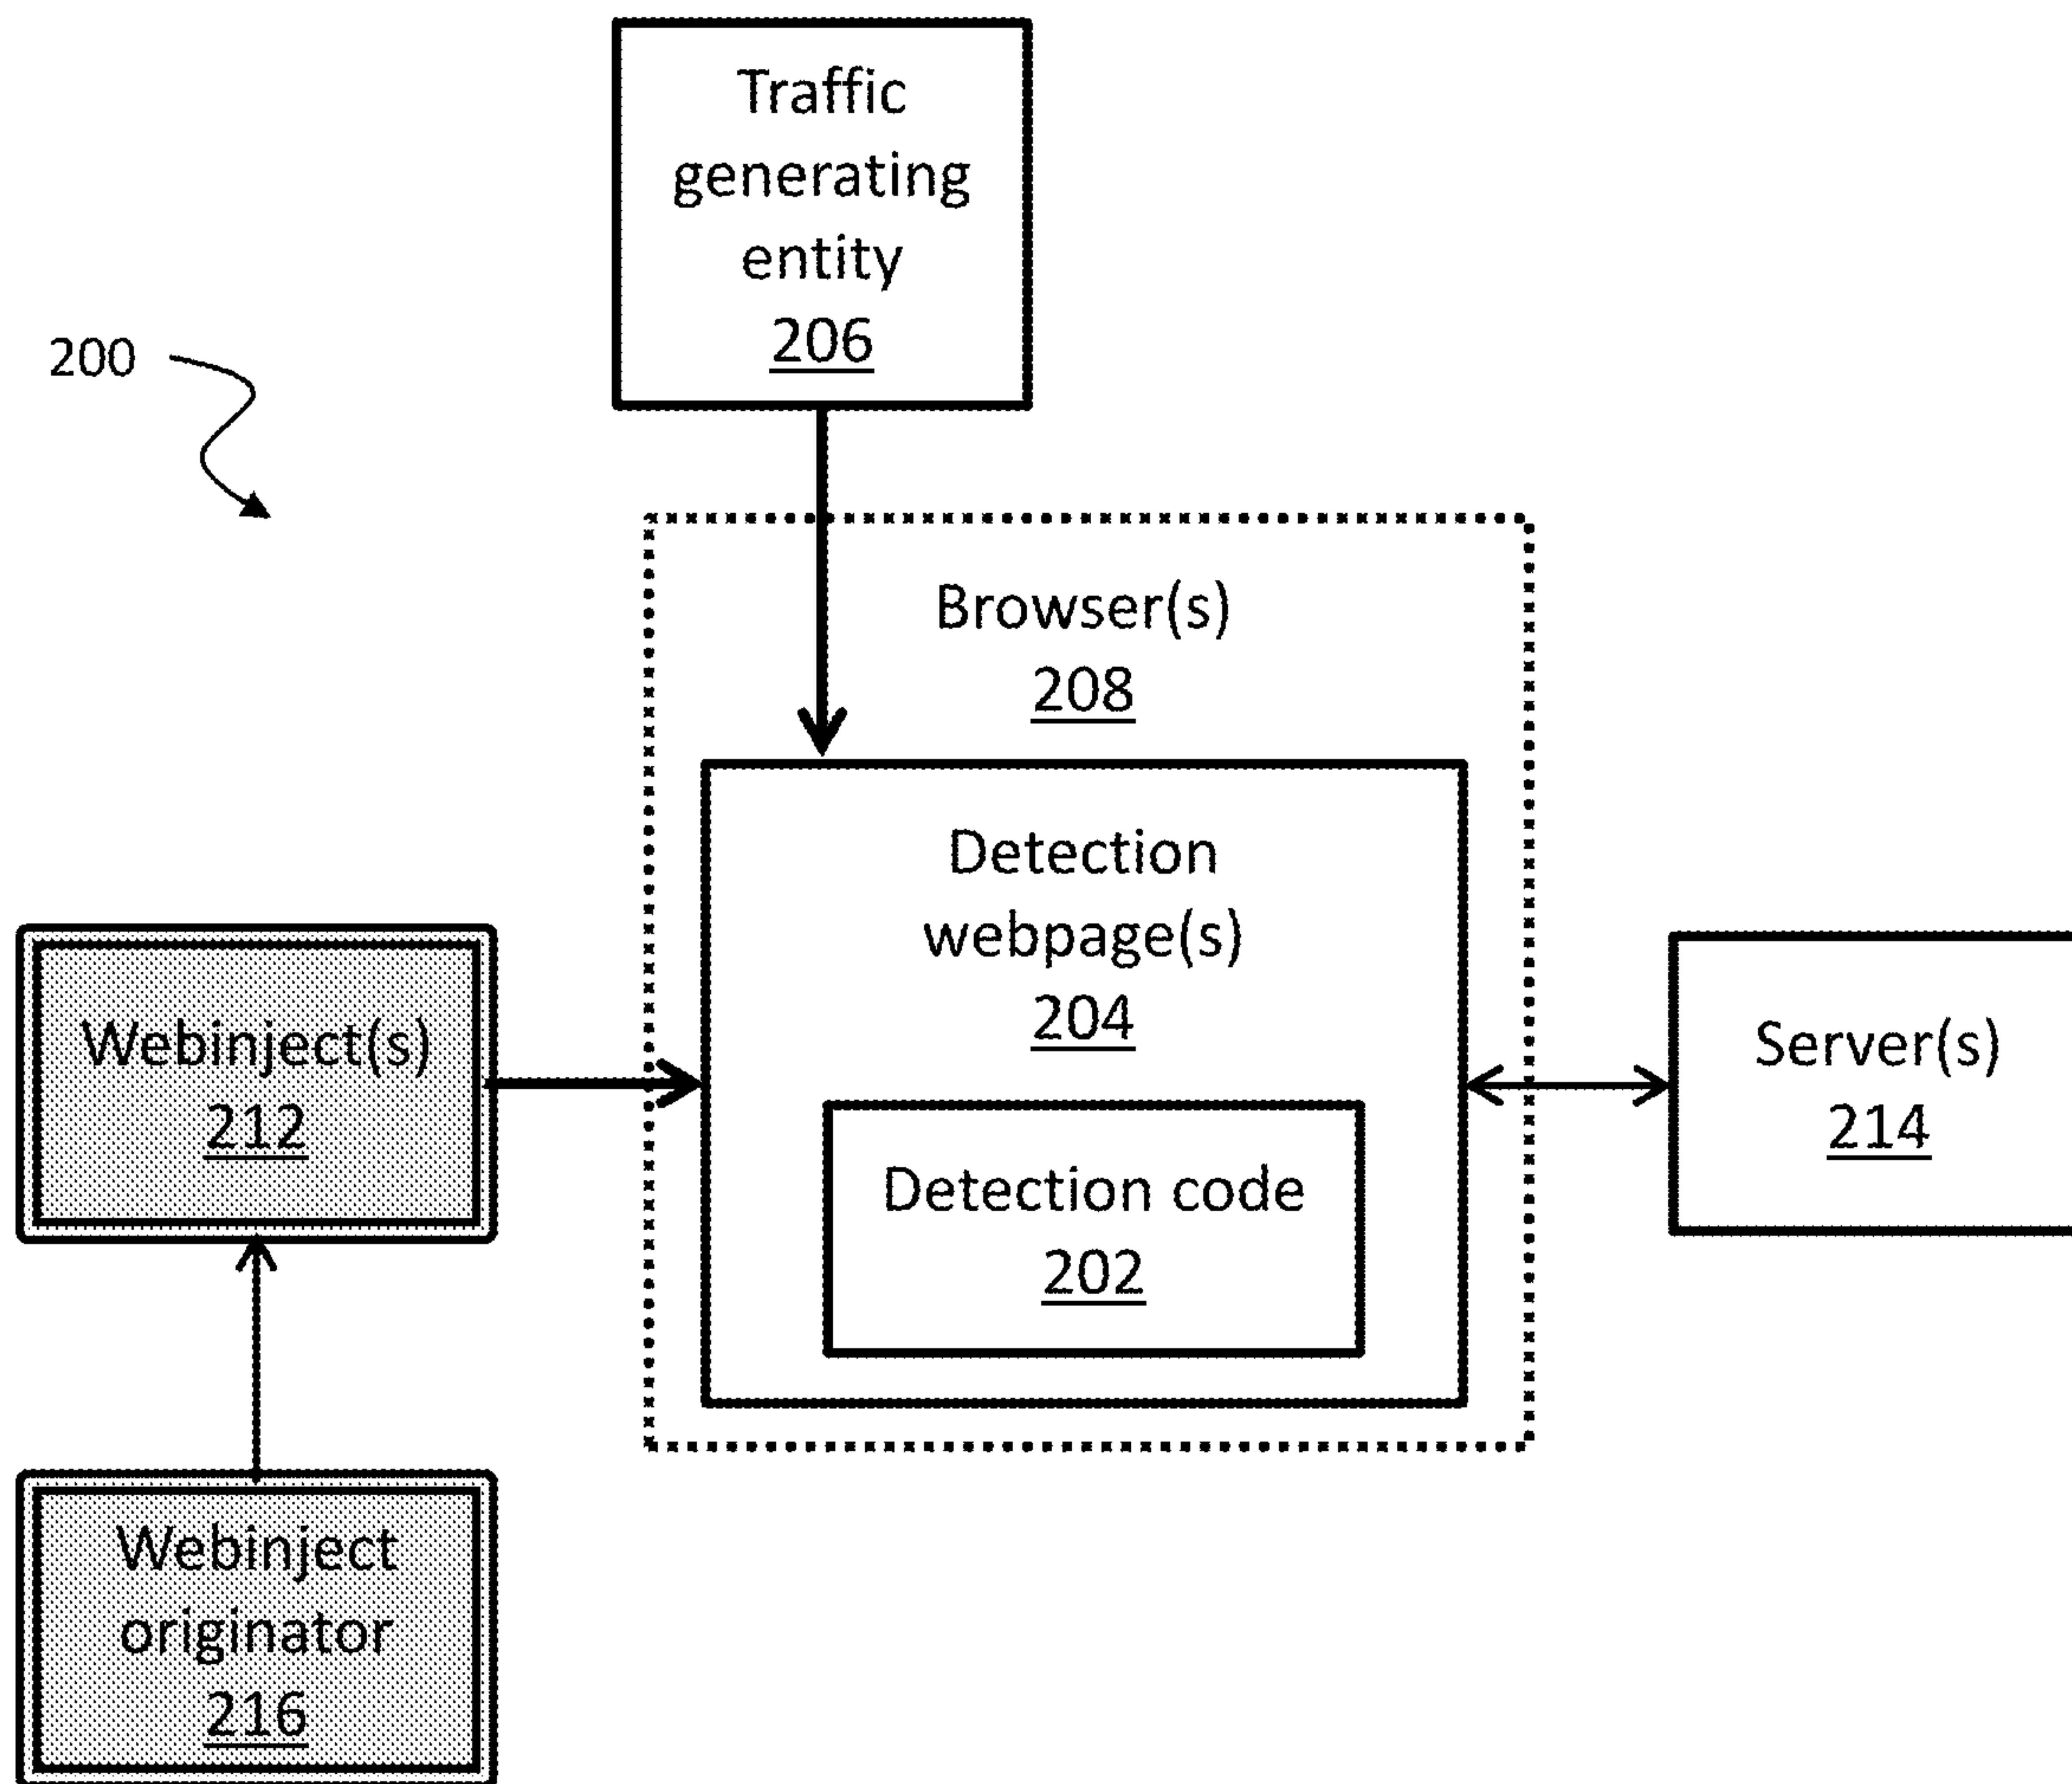 Traffic
generating
entity
206
200
Browser(s)
208
Detection
webpage(s)
204
Webinject(s)
212
Server(s)
214
Detection code
202
Webinject
originator
216